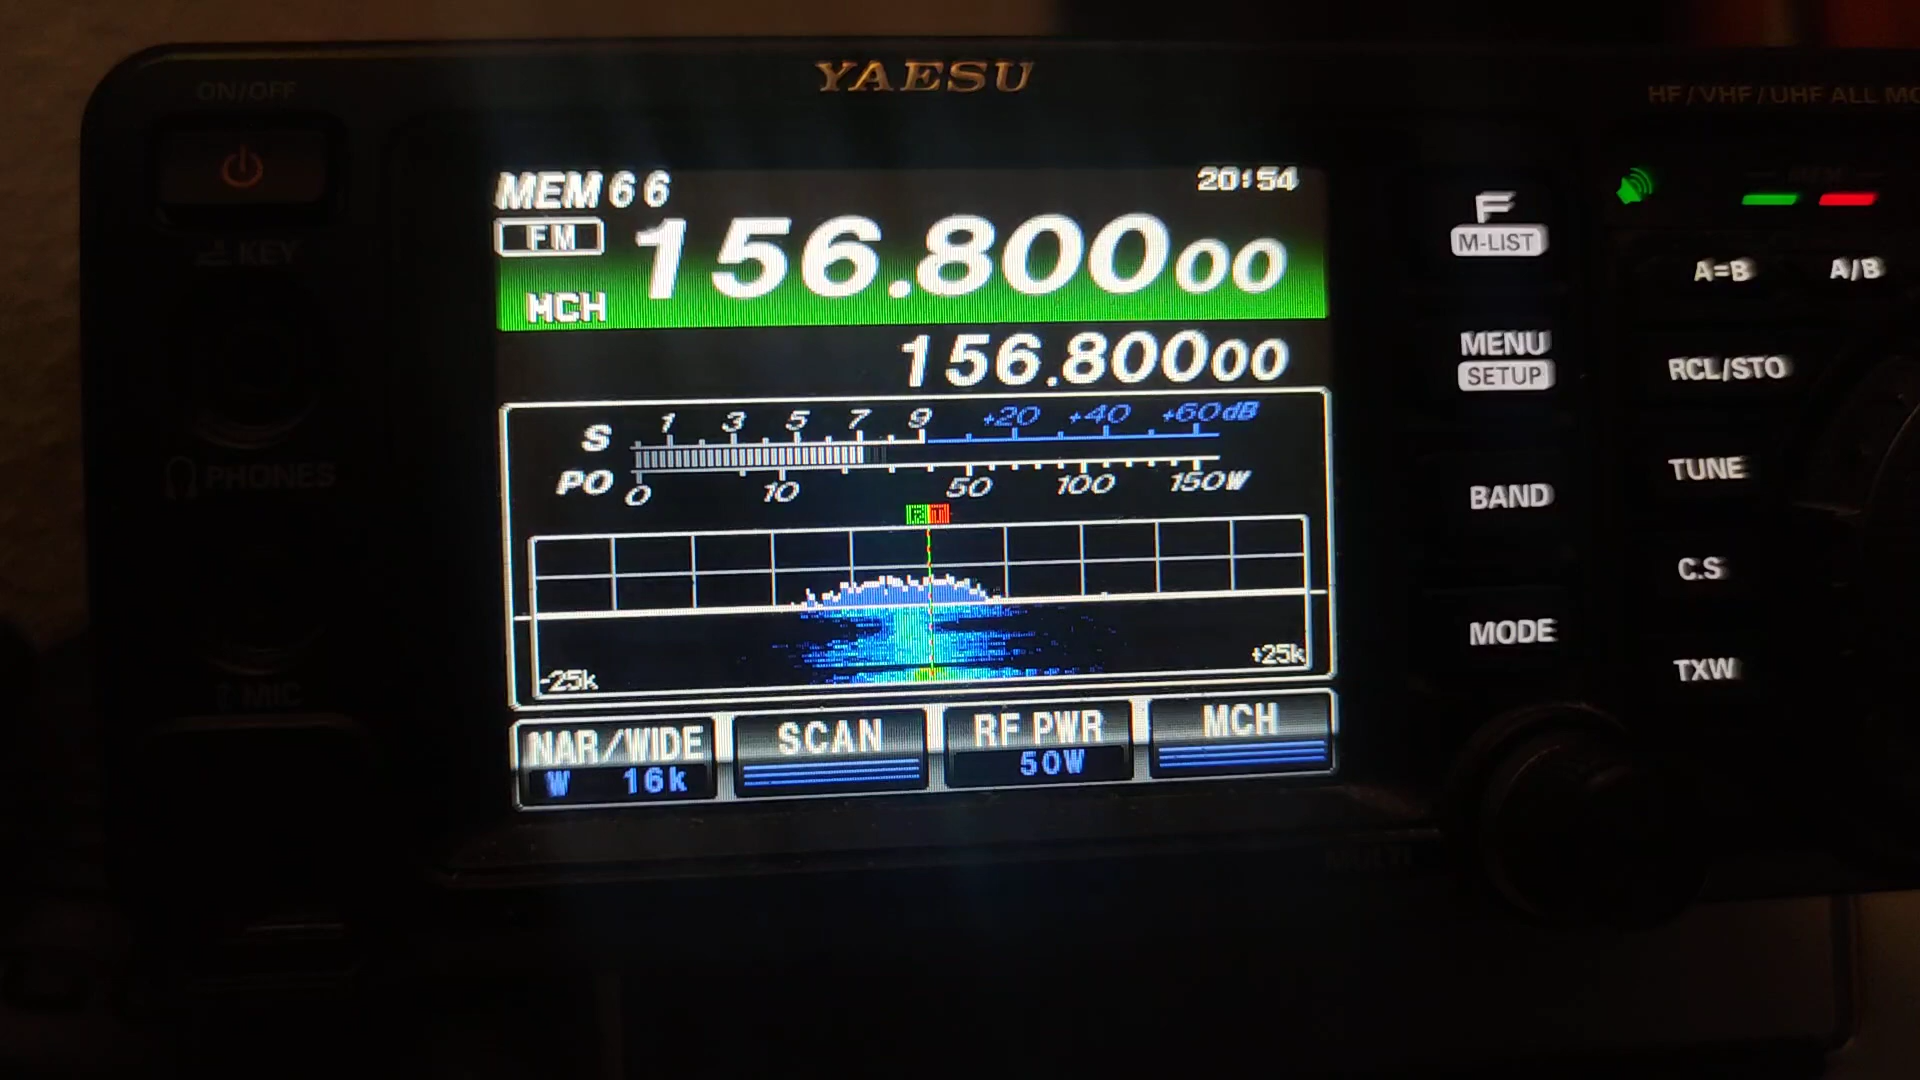 YAESU
ON/OFF
HF/VHF/UHF ALL MO
MEM 66
20:54
FM
156.80000
MCH
156.80000
S 1 3 5 7 9 +20 +40 +60dB
PO 0 10 50 100 150W
-25k
+25k
NAR/WIDE
W 16k
SCAN
RF PWR
50W
MCH
KEY
PHONES
MIC
F
M-LIST
MENU
SETUP
BAND
MODE
A=B
A/B
RCL/STO
TUNE
C.S
TXW